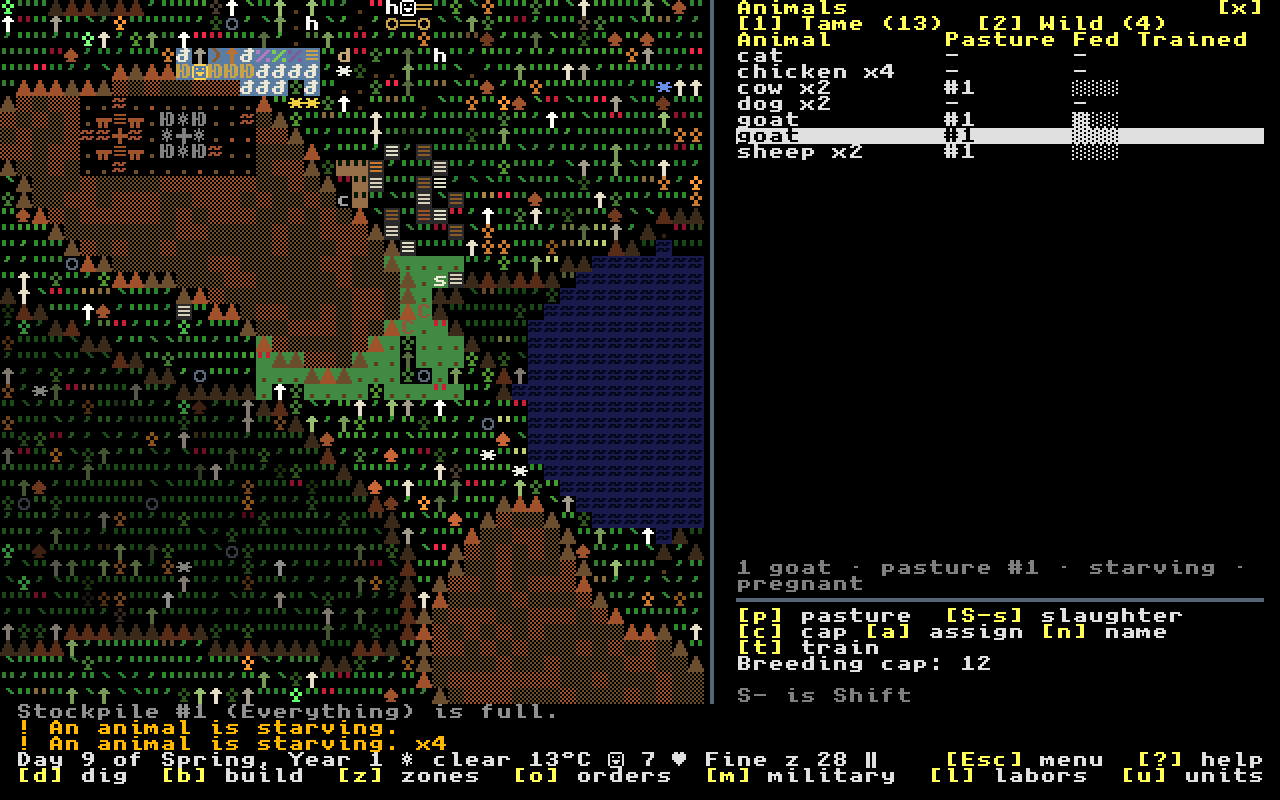 Animals [x]
[1] Tame (13) [2] Wild (4)
Animal Pasture Fed Trained
cat – –
chicken x4 – –
cow x2 #1
dog x2 – –
goat #1
goat #1
sheep x2 #1
1 goat · pasture #1 · starving ·
pregnant
[p] pasture [S-s] slaughter
[c] cap [a] assign [n] name
[t] train
Breeding cap: 12
S- is Shift
Stockpile #1 (Everything) is full.
! An animal is starving.
! An animal is starving. x4
Day 9 of Spring, Year 1 ☼ clear 13°C ☺ 7 ♥ Fine z 28 ‖ [Esc] menu [?] help
[d] dig [b] build [z] zones [o] orders [m] military [l] labors [u] units